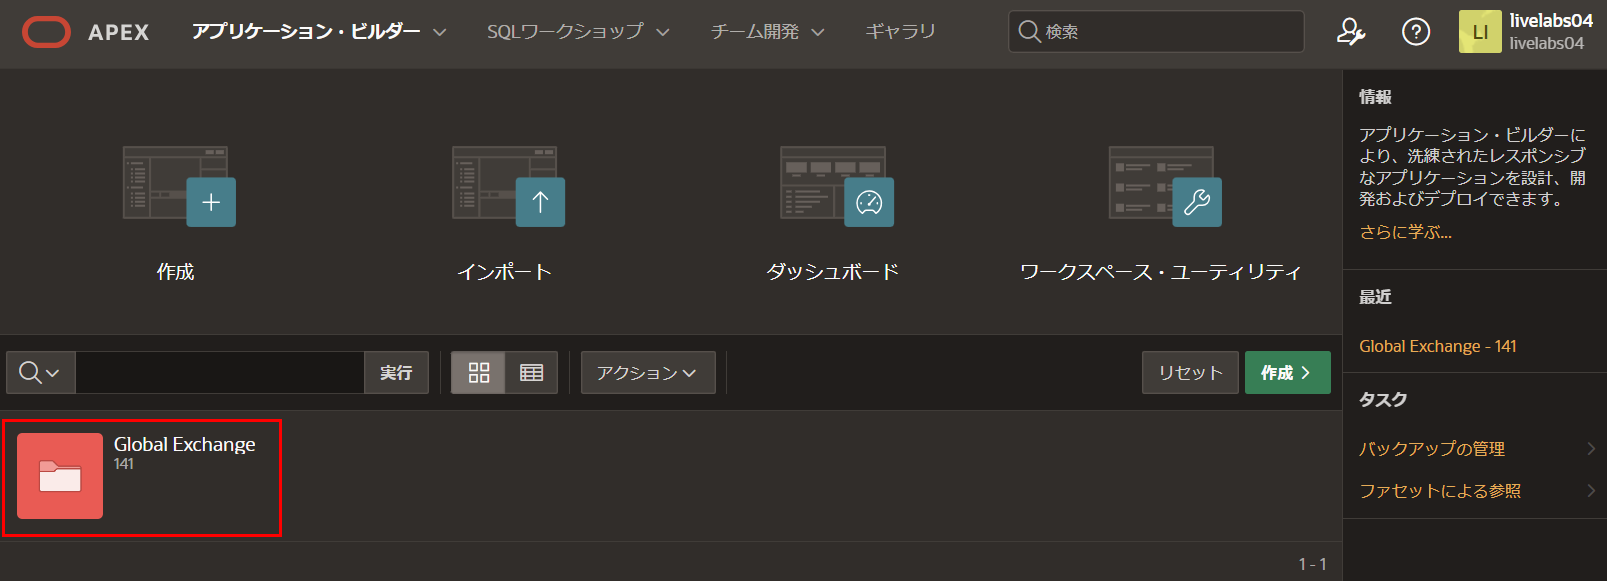 APEX
アプリケーション・ビルダー
SQLワークショップ
チーム開発
ギャラリ
検索
LI
livelabs04
livelabs04
作成
インポート
ダッシュボード
ワークスペース・ユーティリティ
実行
アクション
リセット
作成
Global Exchange
141
1 - 1
情報
アプリケーション・ビルダーに
より、洗練されたレスポンシブ
なアプリケーションを設計、開
発およびデプロイできます。
さらに学ぶ...
最近
Global Exchange - 141
タスク
バックアップの管理
ファセットによる参照